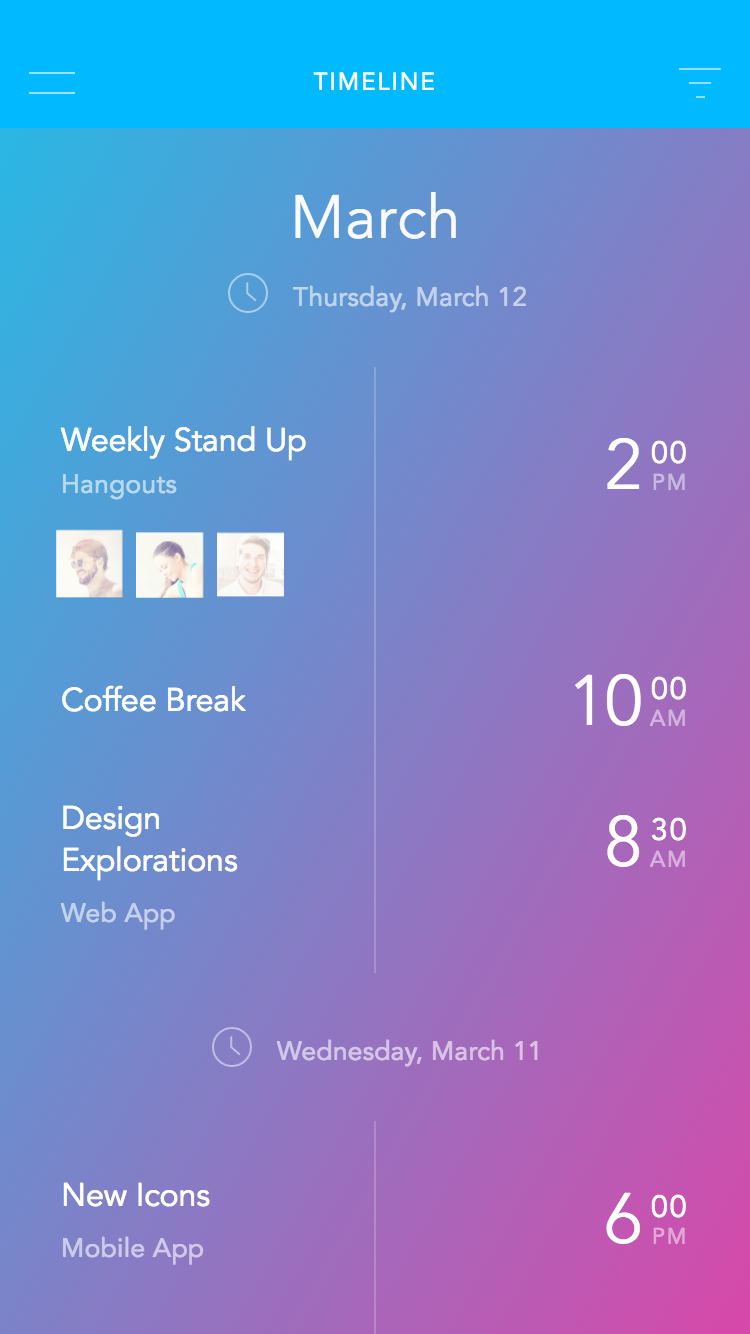 TIMELINE
March
Thursday, March 12
Weekly Stand Up
Hangouts
2 00 PM
Coffee Break
10 00 AM
Design
Explorations
Web App
8 30 AM
Wednesday, March 11
New Icons
Mobile App
6 00 PM